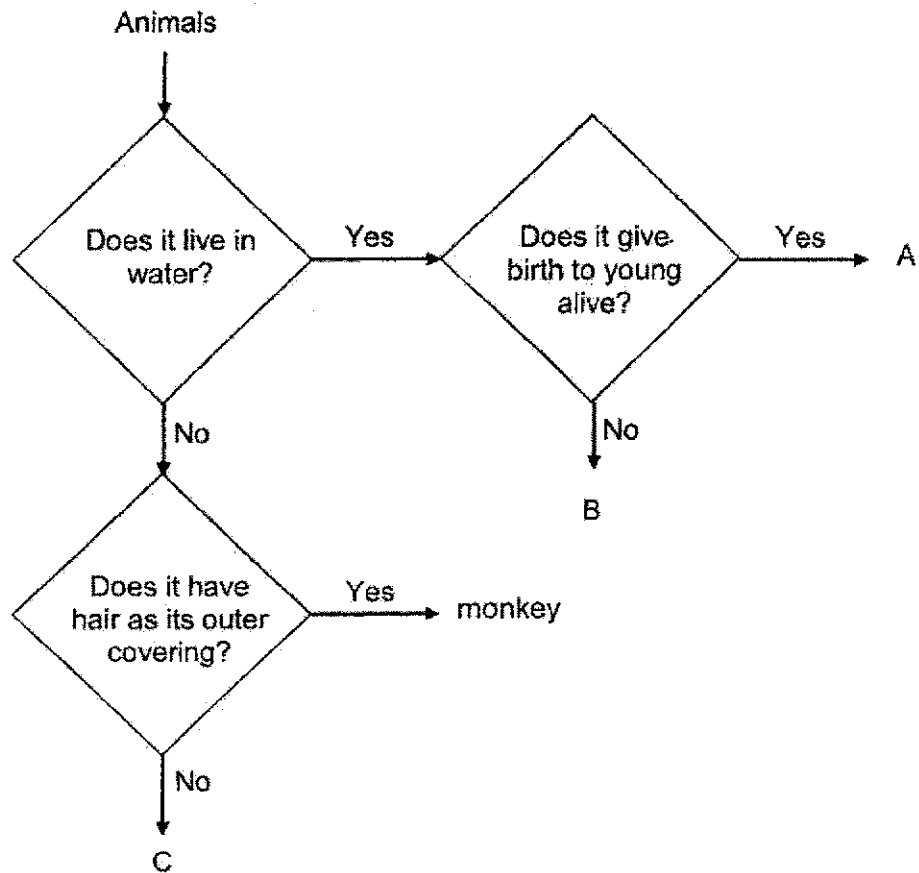 Animals
Does it live in
water?
Yes
Does it give
birth to young
alive?
Yes
A
No
No
B
Does it have
hair as its outer
covering?
Yes
monkey
No
C